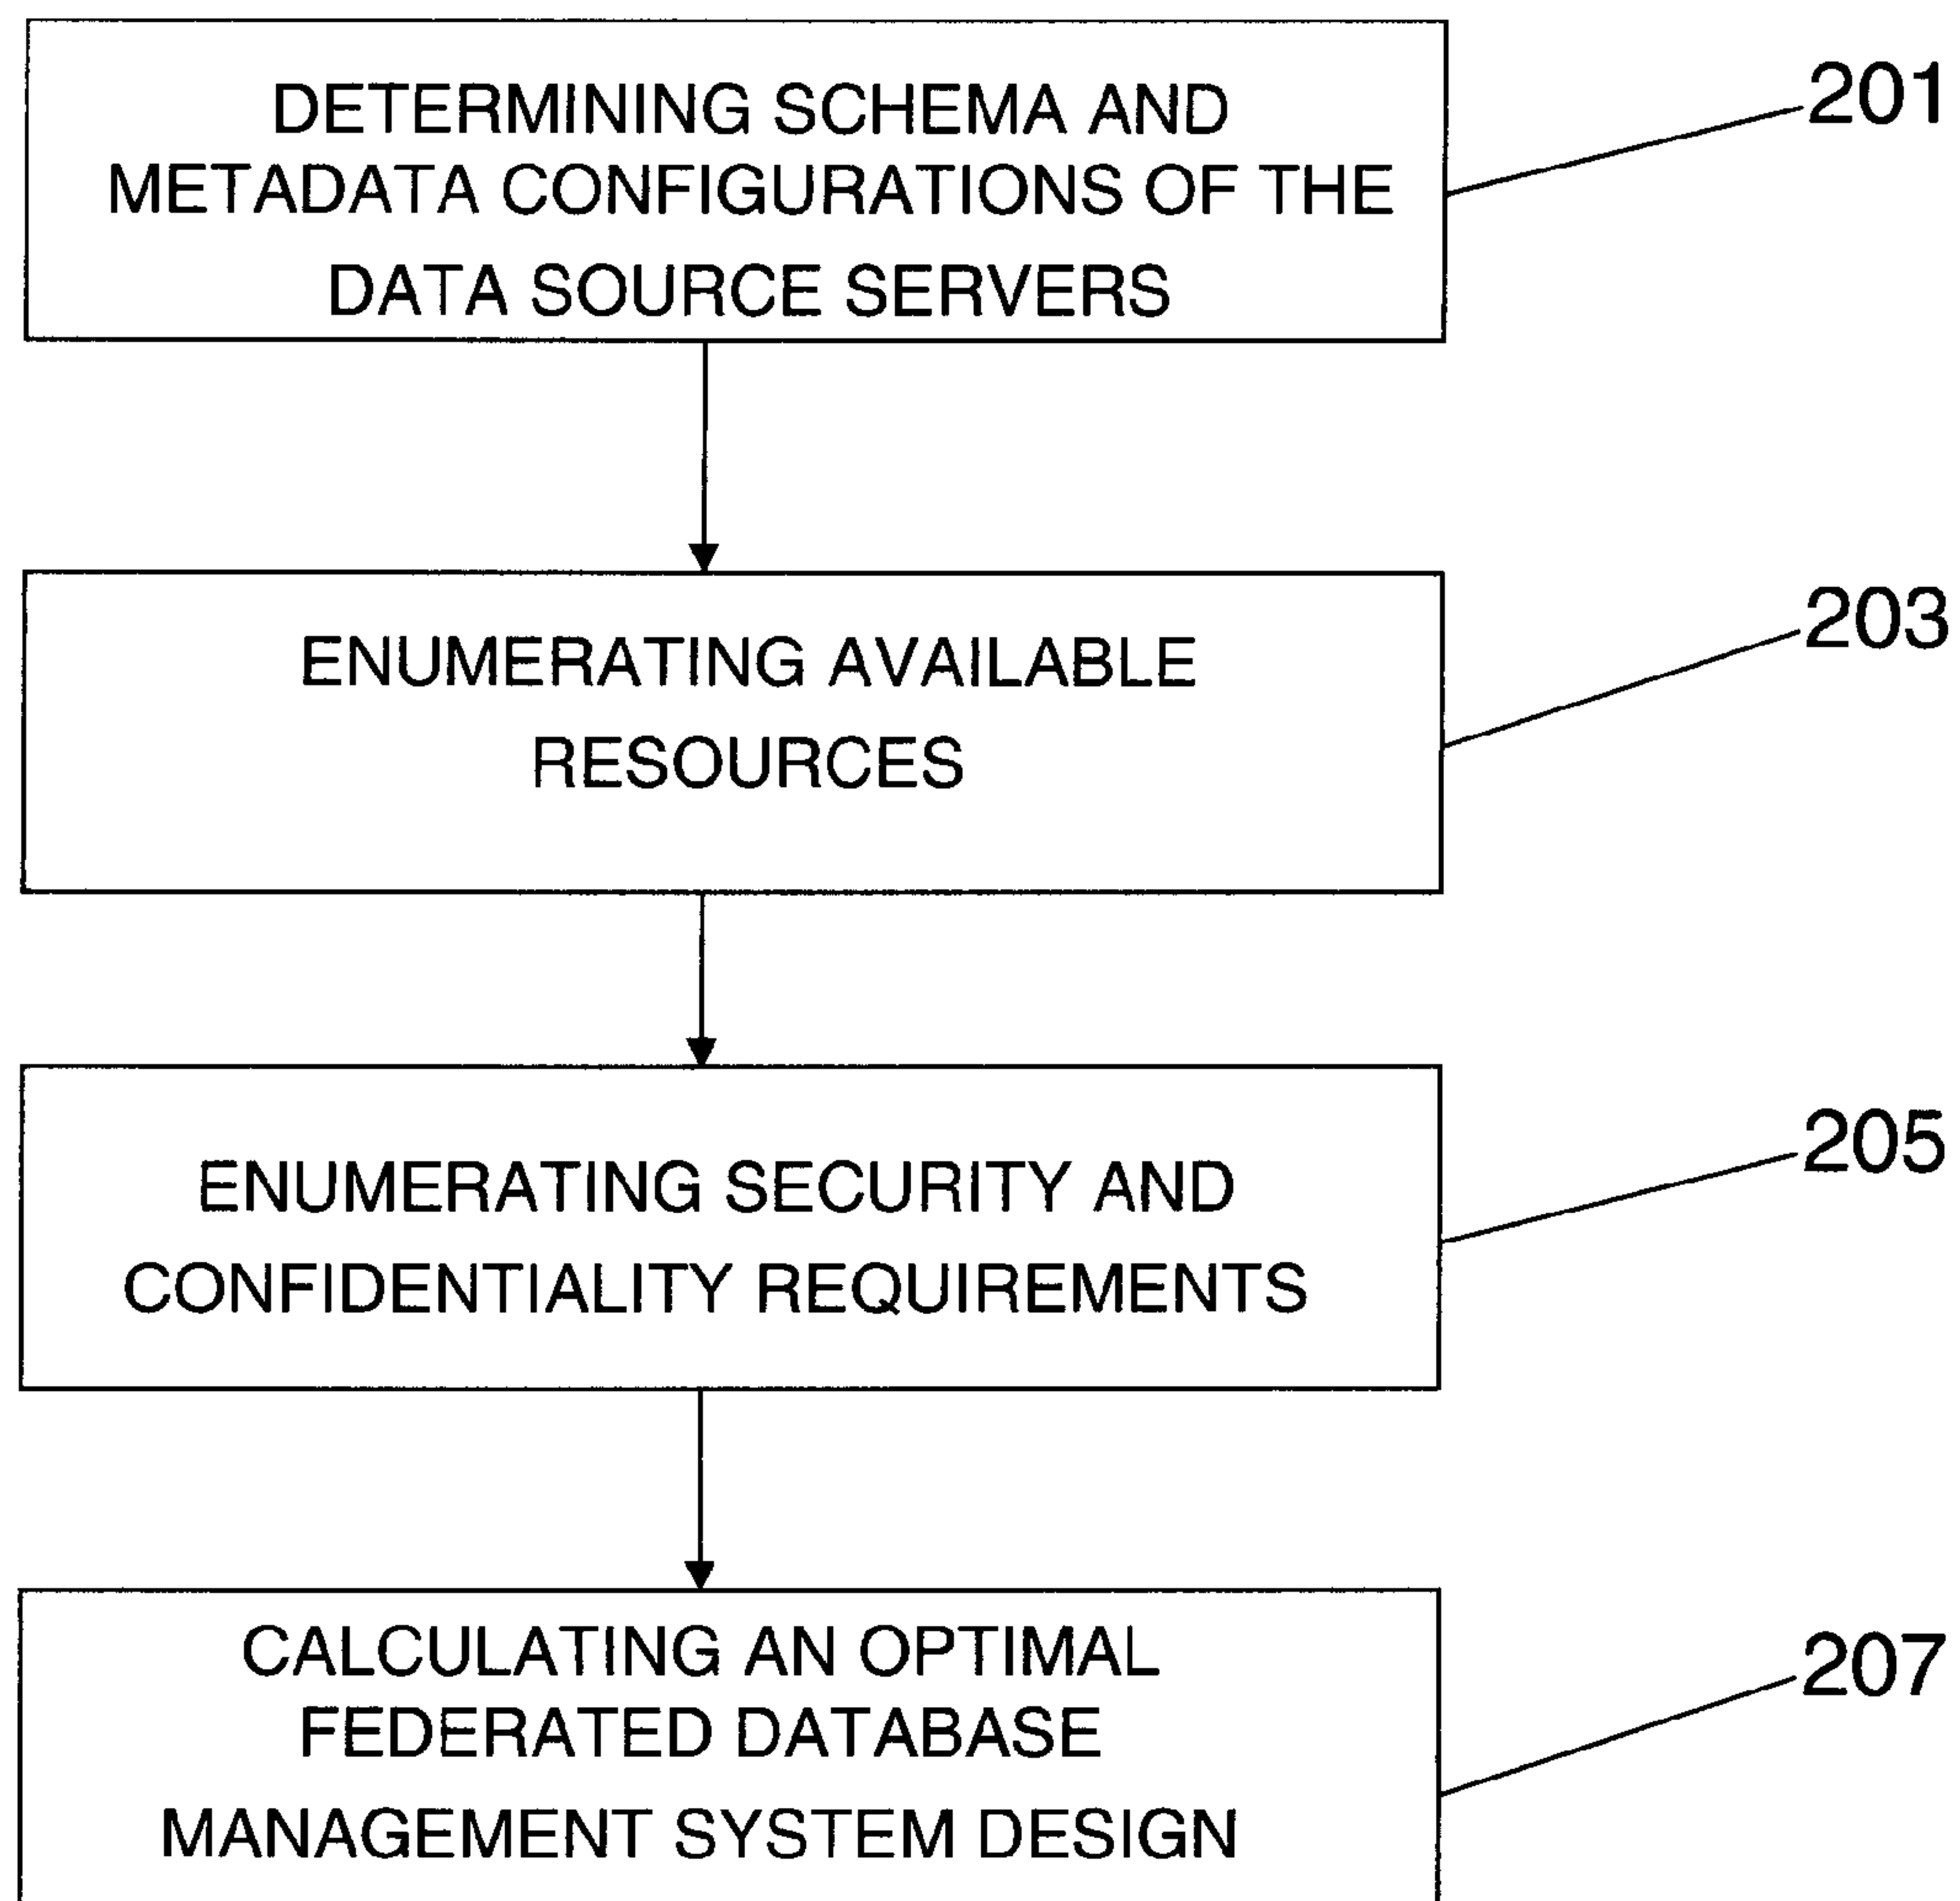 DETERMINING SCHEMA AND
METADATA CONFIGURATIONS OF THE
DATA SOURCE SERVERS
201
ENUMERATING AVAILABLE
RESOURCES
203
ENUMERATING SECURITY AND
CONFIDENTIALITY REQUIREMENTS
205
CALCULATING AN OPTIMAL
FEDERATED DATABASE
MANAGEMENT SYSTEM DESIGN
207